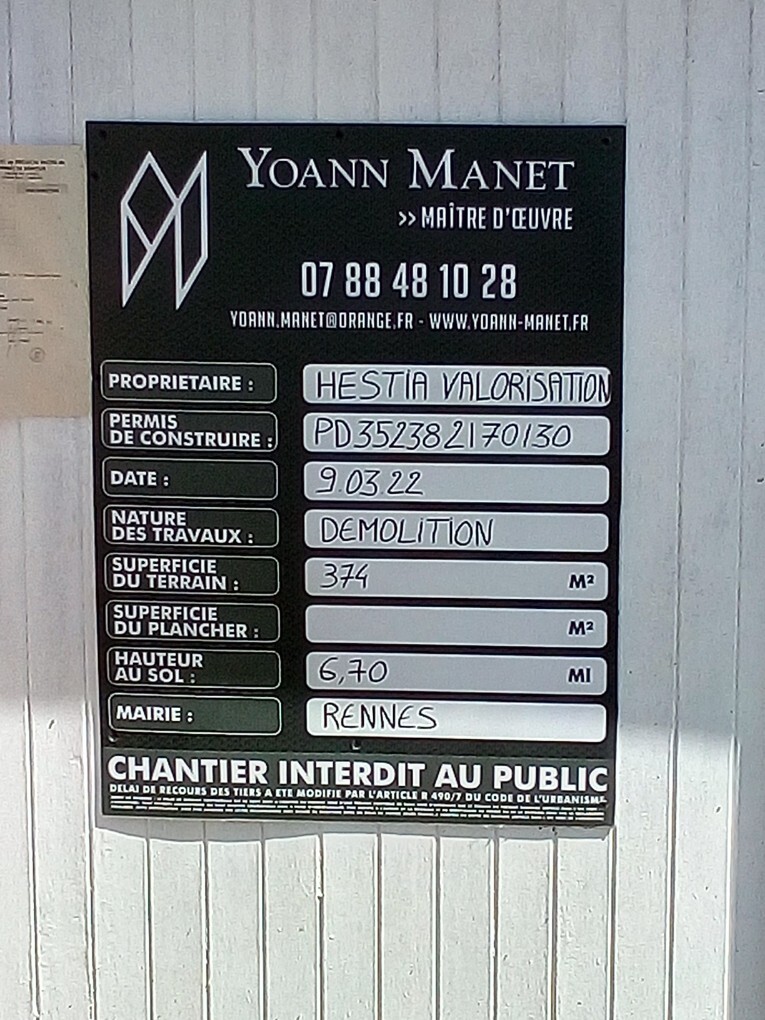 YOANN MANET
>> MAÎTRE D'ŒUVRE
07 88 48 10 28
YOANN.MANET@ORANGE.FR - WWW.YOANN-MANET.FR
PROPRIETAIRE : HESTIA VALORISATION
PERMIS
DE CONSTRUIRE : PD352382170130
DATE : 9.03.22
NATURE
DES TRAVAUX : DEMOLITION
SUPERFICIE
DU TERRAIN : 374 M²
SUPERFICIE
DU PLANCHER : M²
HAUTEUR
AU SOL : 6,70 Ml
MAIRIE : RENNES
CHANTIER INTERDIT AU PUBLIC
DELAI DE RECOURS DES TIERS A ETE MODIFIE PAR L'ARTICLE R 490/7 DU CODE DE L'URBANISME